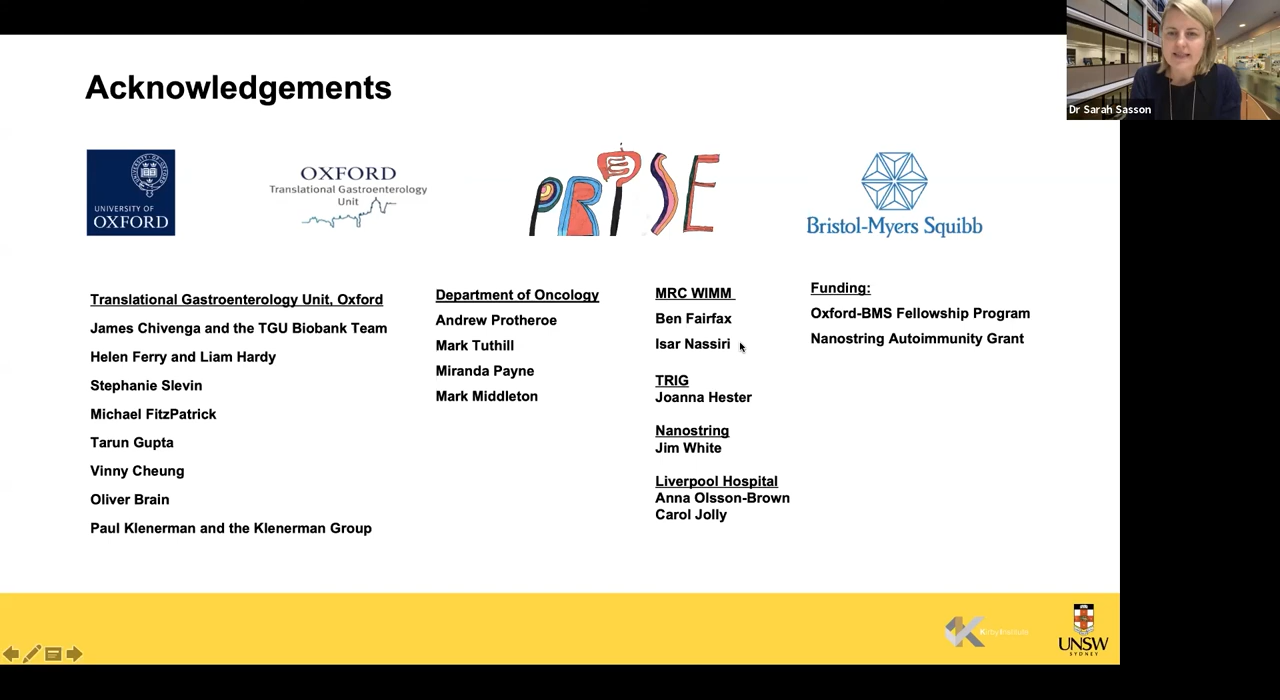 Acknowledgements
Dr Sarah Sasson
UNIVERSITY OF
OXFORD
OXFORD
Translational Gastroenterology
Unit
PRISE
Bristol-Myers Squibb
Translational Gastroenterology Unit, Oxford
James Chivenga and the TGU Biobank Team
Helen Ferry and Liam Hardy
Stephanie Slevin
Michael FitzPatrick
Tarun Gupta
Vinny Cheung
Oliver Brain
Paul Klenerman and the Klenerman Group
Department of Oncology
Andrew Protheroe
Mark Tuthill
Miranda Payne
Mark Middleton
MRC WIMM
Ben Fairfax
Isar Nassiri
TRIG
Joanna Hester
Nanostring
Jim White
Liverpool Hospital
Anna Olsson-Brown
Carol Jolly
Funding:
Oxford-BMS Fellowship Program
Nanostring Autoimmunity Grant
Kirby Institute
UNSW
SYDNEY